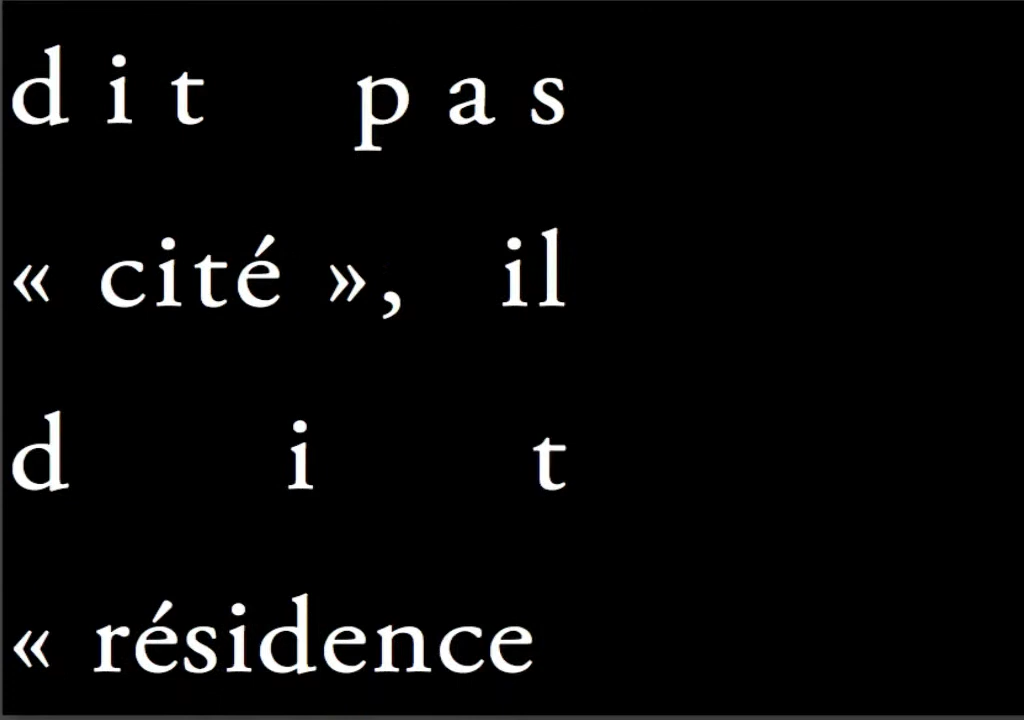 dit pas
« cité », il
dit
« résidence